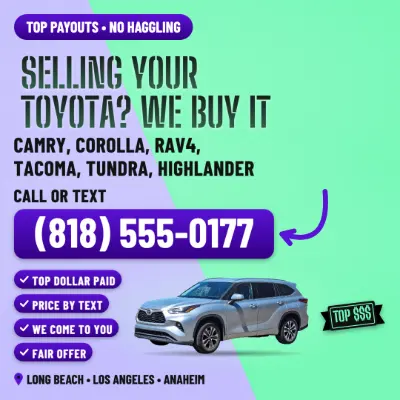 TOP PAYOUTS • NO HAGGLING
SELLING YOUR
TOYOTA? WE BUY IT
CAMRY, COROLLA, RAV4,
TACOMA, TUNDRA, HIGHLANDER
CALL OR TEXT
(818) 555-0177
TOP DOLLAR PAID
PRICE BY TEXT
WE COME TO YOU
FAIR OFFER
TOP $$$
LONG BEACH • LOS ANGELES • ANAHEIM